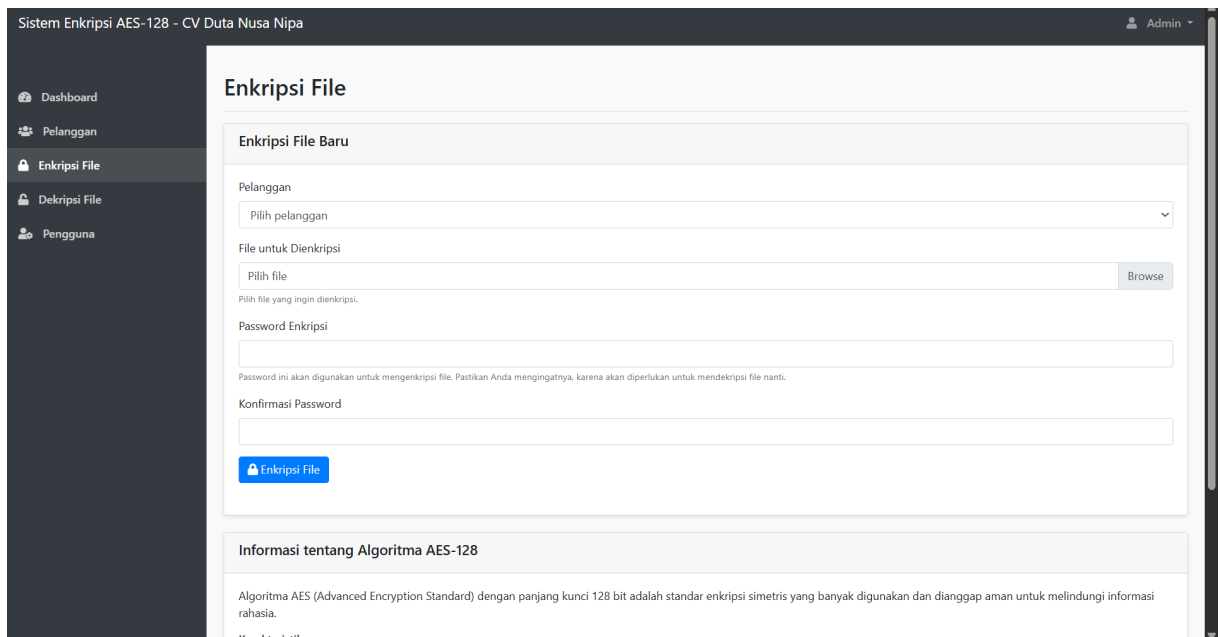 Sistem Enkripsi AES-128 - CV Duta Nusa Nipa
Admin
Dashboard
Pelanggan
Enkripsi File
Dekripsi File
Pengguna
Enkripsi File
Enkripsi File Baru
Pelanggan
Pilih pelanggan
File untuk Dienkripsi
Pilih file
Browse
Pilih file yang ingin dienkripsi.
Password Enkripsi
Password ini akan digunakan untuk mengenkripsi file. Pastikan Anda mengingatnya, karena akan diperlukan untuk mendekripsi file nanti.
Konfirmasi Password
Enkripsi File
Informasi tentang Algoritma AES-128
Algoritma AES (Advanced Encryption Standard) dengan panjang kunci 128 bit adalah standar enkripsi simetris yang banyak digunakan dan dianggap aman untuk melindungi informasi
rahasia.